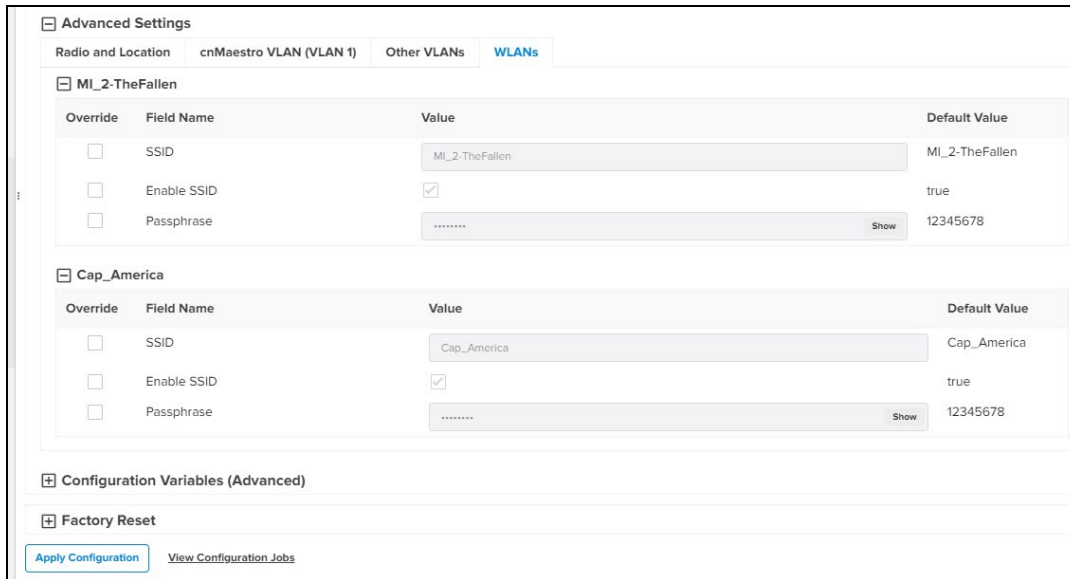 Advanced Settings
Radio and Location cnMaestro VLAN (VLAN 1) Other VLANs WLANs
MI_2-TheFallen
Override Field Name Value Default Value
SSID MI_2-TheFallen MI_2-TheFallen
Enable SSID true
Passphrase ........ Show 12345678
Cap_America
Override Field Name Value Default Value
SSID Cap_America Cap_America
Enable SSID true
Passphrase ........ Show 12345678
Configuration Variables (Advanced)
Factory Reset
Apply Configuration View Configuration Jobs